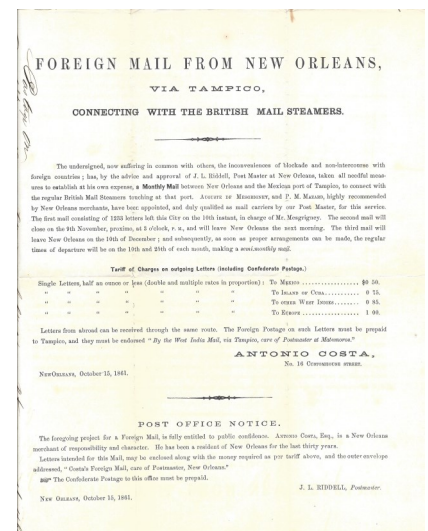 FOREIGN MAIL FROM NEW ORLEANS,
VIA TAMPICO,
CONNECTING WITH THE BRITISH MAIL STEAMERS.
The undersigned, now suffering in common with others, the inconveniences of blockade and non-intercourse with
foreign countries; has, by the advice and approval of J. L. Riddell, Post Master at New Orleans, taken all needful meas-
ures to establish at his own expense, a Monthly Mail between New Orleans and the Mexican port of Tampico, to connect with
the regular British Mail Steamers touching at that port. AUGUSTE DE and P. M. have been highly recommended
by New Orleans merchants, have been appointed, and duly qualified as mail carriers by our Post Master, for this service.
The first mail consisting of 1233 letters left this City on the 10th instant, in charge of Mr. The second mail will
close on the 9th November, proximo, at 5 o'clock, P. M., and will leave New Orleans the next morning. The third mail will
leave New Orleans on the 10th of December; and subsequently, as soon as proper arrangements can be made, the regular
times of departure will be on the 10th and 25th of each month, making a semi-monthly mail.
Tariff of Charges on outgoing Letters (including Confederate Postage.)
Single Letters, half an ounce or less (double and multiple rates in proportion): To MEXICO .................. $0 50.
" " " " " " " To ISLAND OF CUBA.......... 0 75.
" " " " " " " To OTHER WEST INDIES........ 0 85.
" " " " " " " To EUROPE .................. 1 00.
Letters from abroad can be received through the same route. The Foreign Postage on such Letters must be prepaid
to Tampico, and they must be endorsed "By the West India Mail, via Tampico, care of Postmaster at Matamoros."
ANTONIO COSTA,
No. 16 CUSTOMHOUSE STREET.
NEW ORLEANS, October 15, 1861.
POST OFFICE NOTICE.
The foregoing project for a Foreign Mail, is fully entitled to public confidence. ANTONIO COSTA, Esq., is a New Orleans
merchant of responsibility and character. He has been a resident of New Orleans for the last thirty years.
Letters intended for this Mail, may be enclosed along with the money required as per tariff above, and the outer envelope
addressed, "Costa's Foreign Mail, care of Postmaster, New Orleans."
The Confederate Postage to this office must be prepaid.
J. L. RIDDELL, Postmaster.
NEW ORLEANS, October 15, 1861.